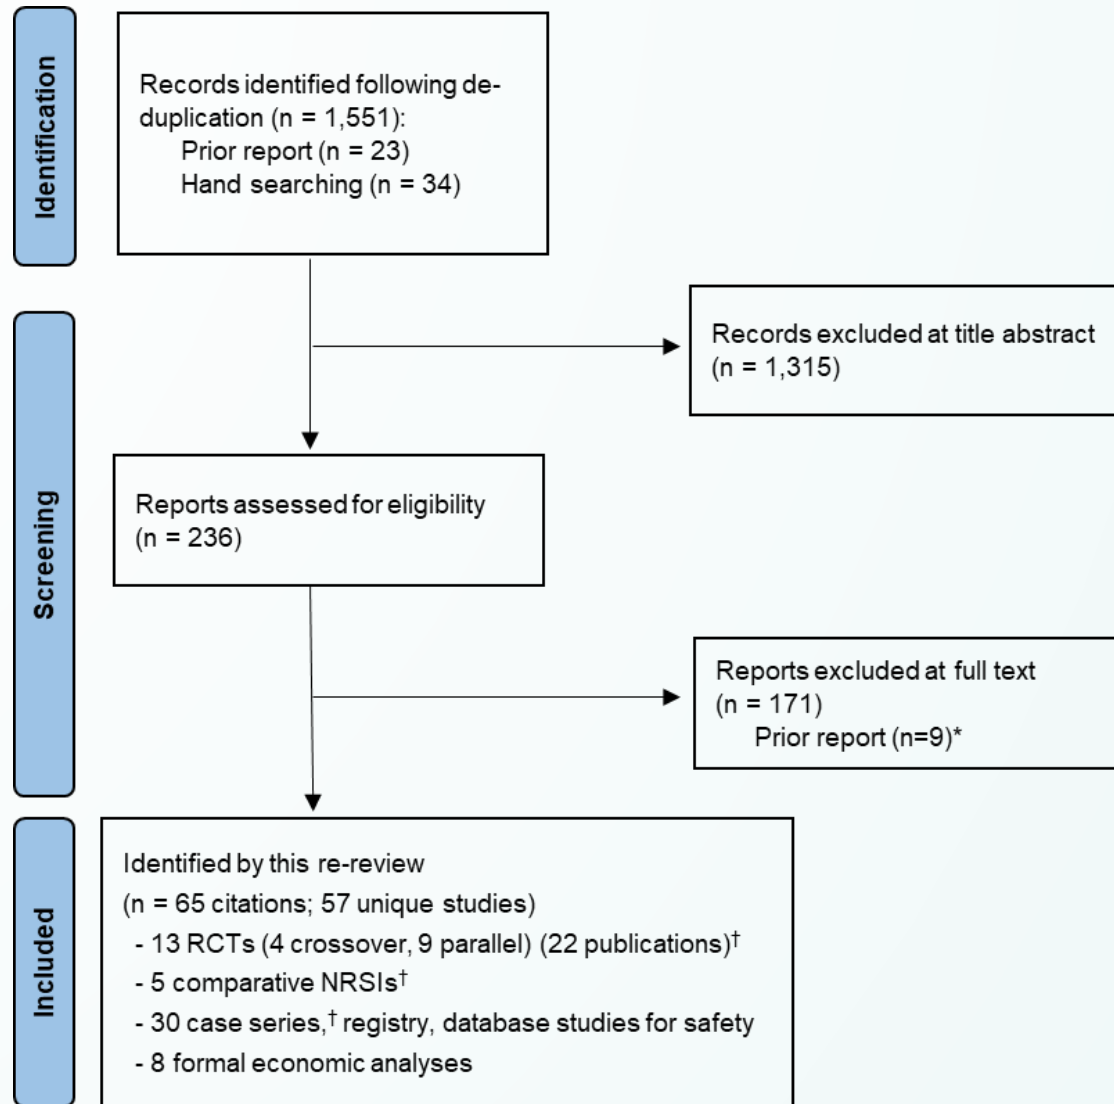 Identification
Records identified following de-
duplication (n = 1,551):
Prior report (n = 23)
Hand searching (n = 34)
Records excluded at title abstract
(n = 1,315)
Screening
Reports assessed for eligibility
(n = 236)
Reports excluded at full text
(n = 171)
Prior report (n=9)*
Included
Identified by this re-review
(n = 65 citations; 57 unique studies)
- 13 RCTs (4 crossover, 9 parallel) (22 publications)†
- 5 comparative NRSIs†
- 30 case series,† registry, database studies for safety
- 8 formal economic analyses